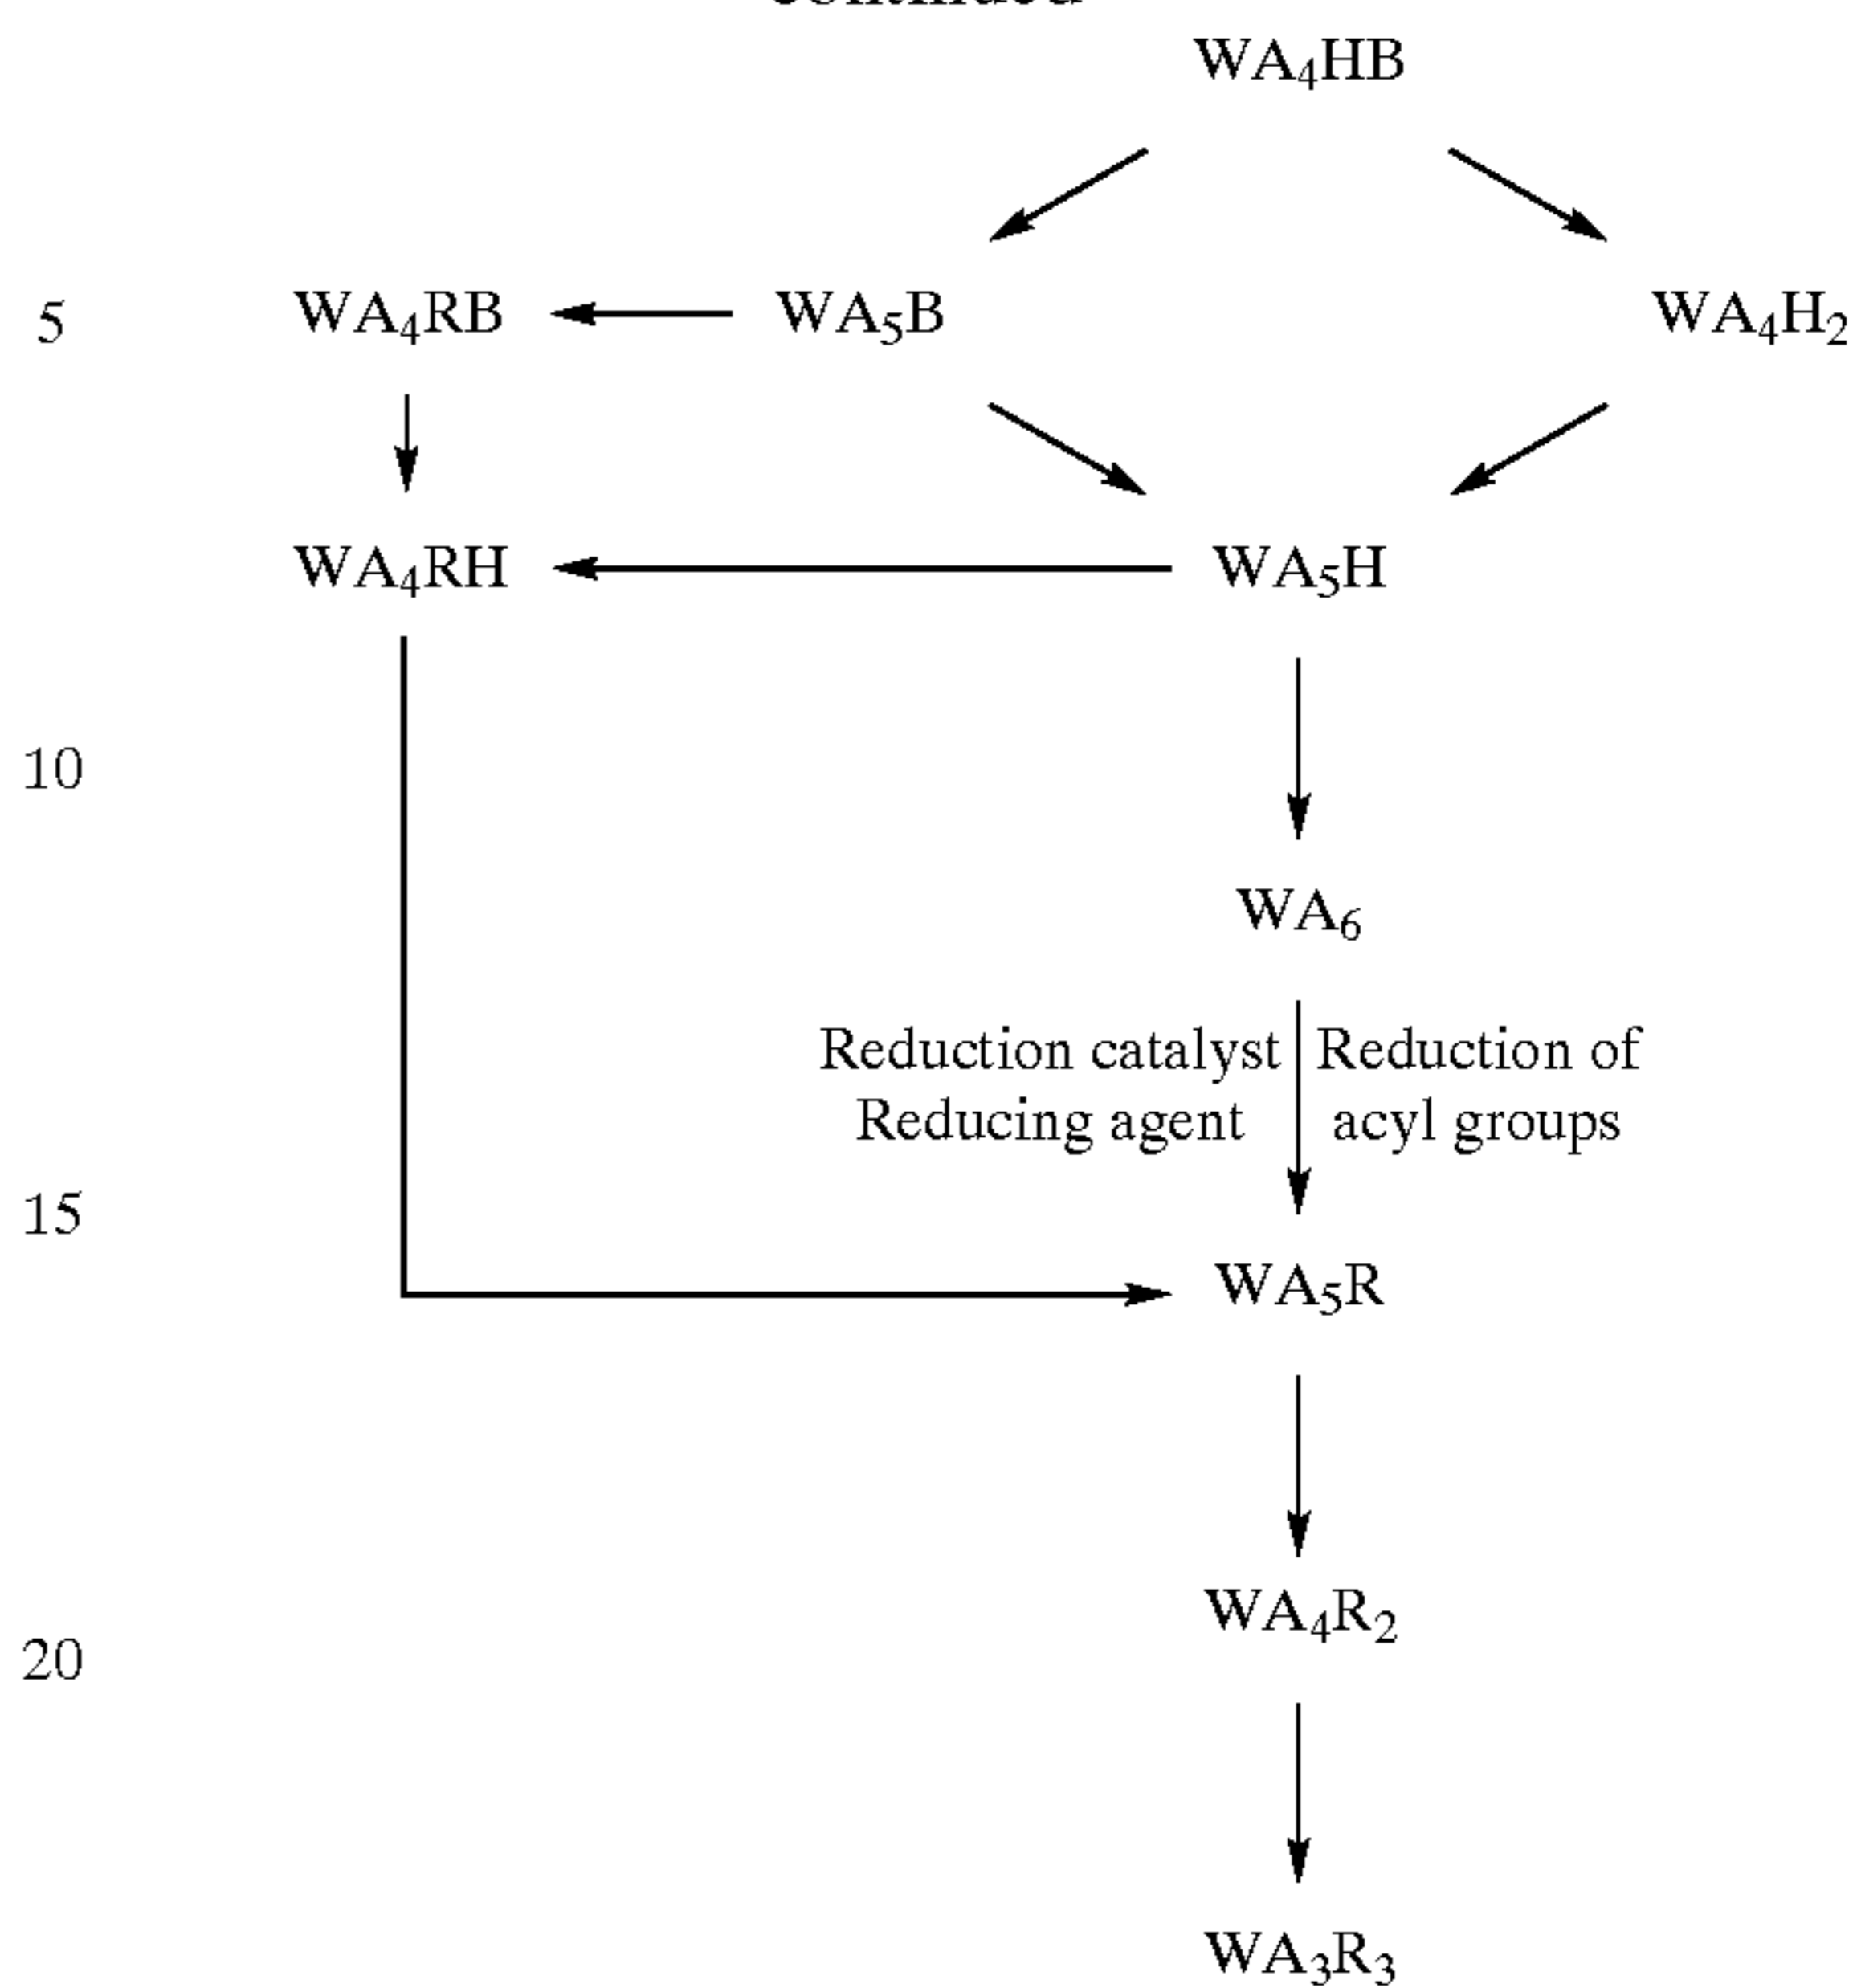 WA₄HB
5 WA₄RB WA₅B WA₄H₂
WA₄RH WA₅H
10
WA₆
Reduction catalyst Reduction of
Reducing agent acyl groups
15
WA₅R
WA₄R₂
20
WA₃R₃